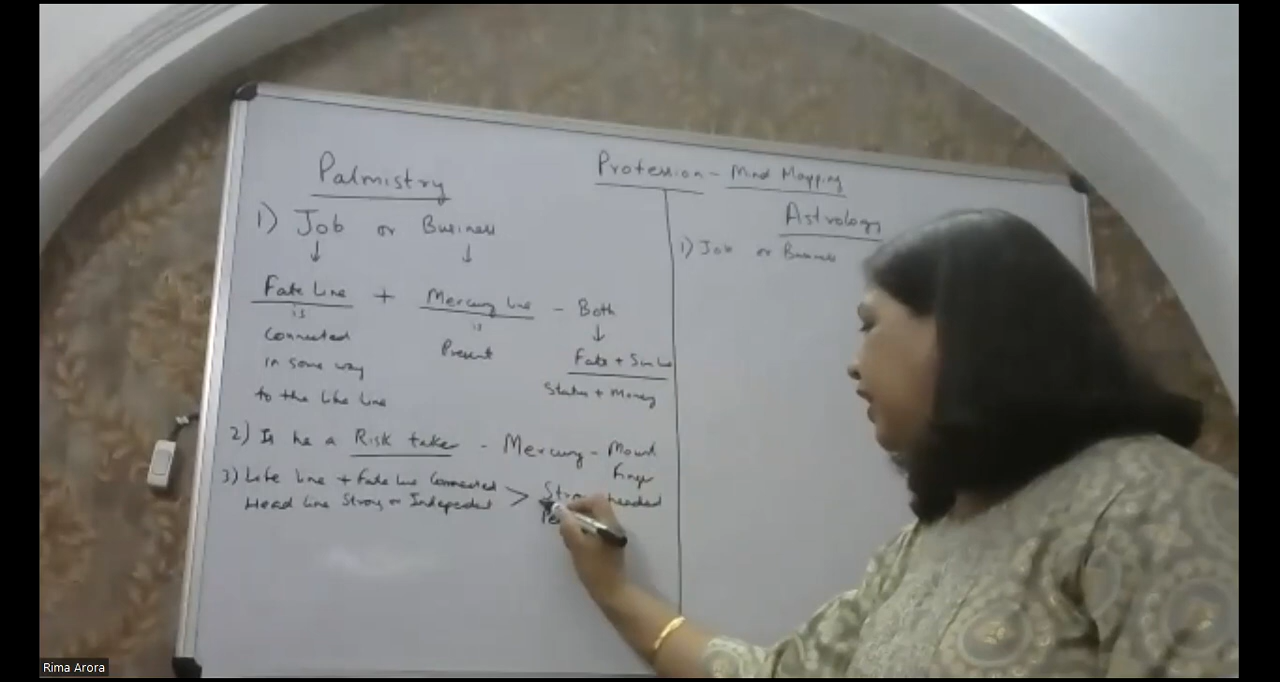 Profession - Mind Mapping
Palmistry
1) Job or Business
Fate Line + Mercury line - Both
is
Connected
in some way
to the Life Line
is
Present
Fate + Sun Li
Status + Money
2) Is he a Risk taker - Mercury - Mount
Finger
3) Life Line + Fate Line Connected
Head Line Strong or Independent > headed
Astrology
1) Job or Business
Rima Arora